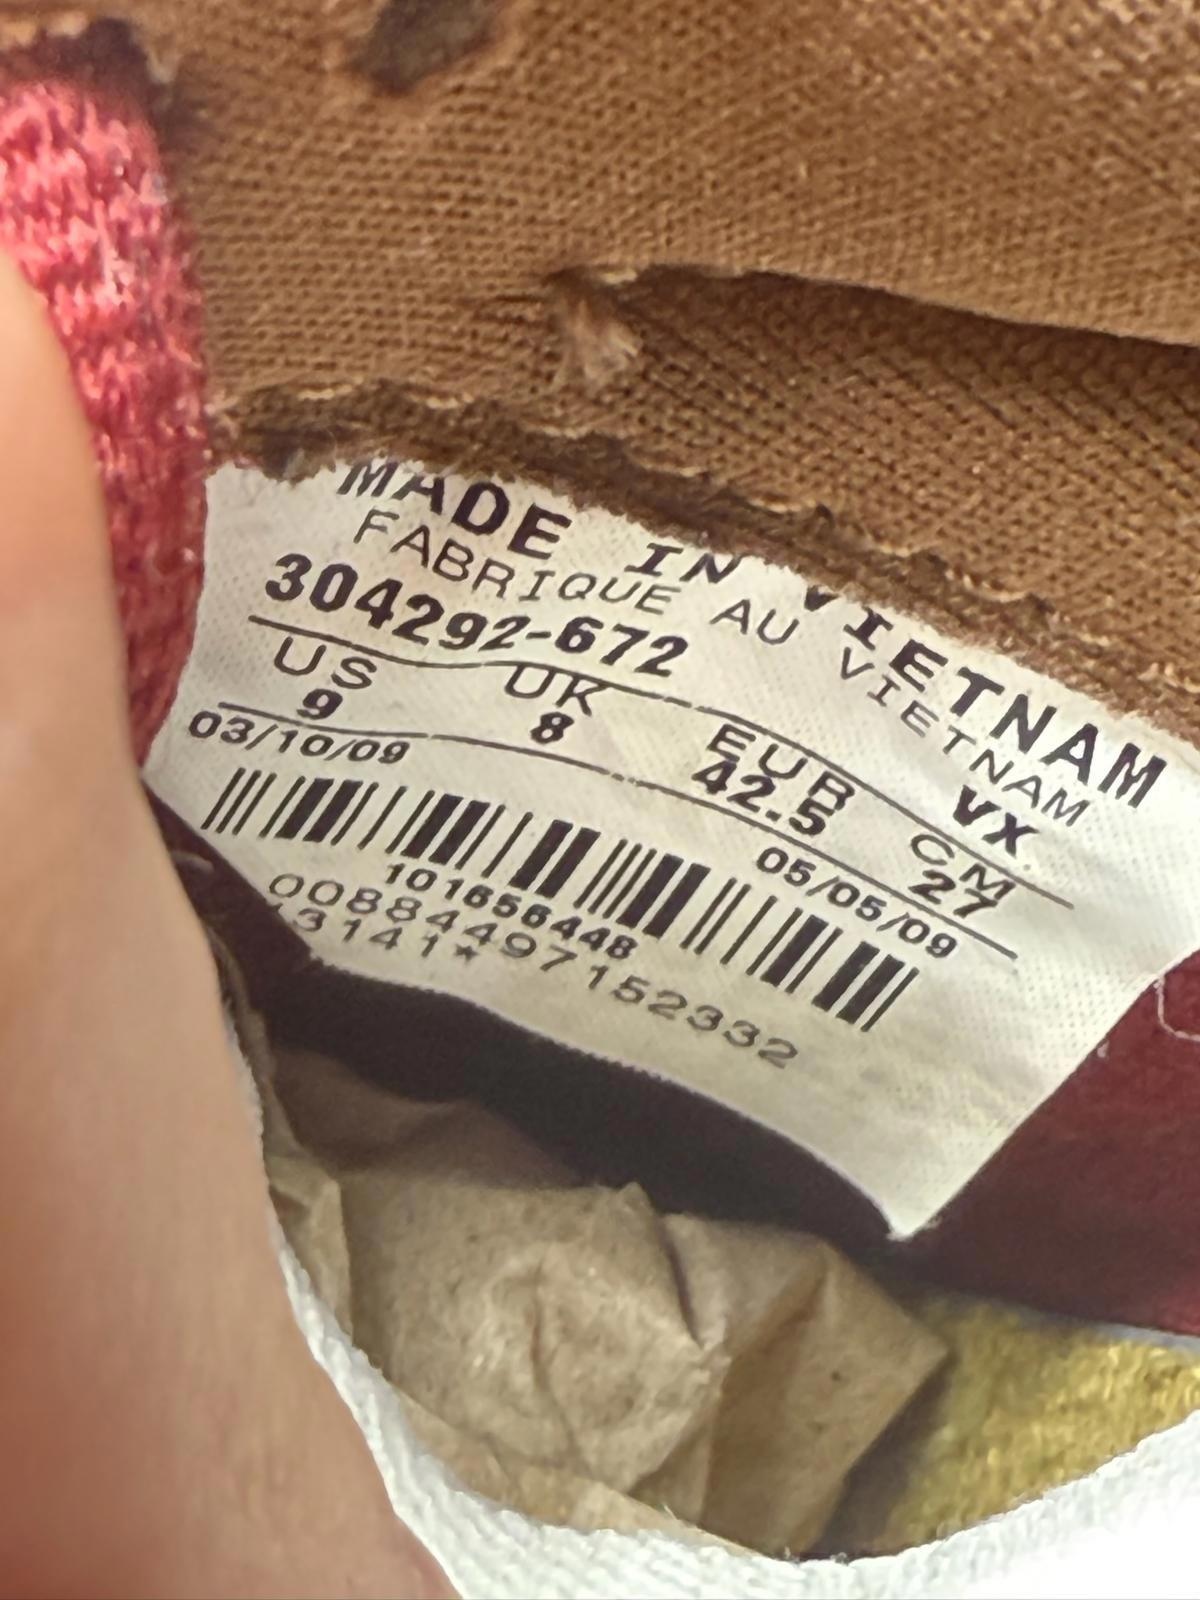 MADE IN VIETNAM
FABRIQUE AU VIETNAM
304292-672 VX
US UK EUR CM
9 8 42.5 27
03/10/09 05/05/09
101656448
00884497152332
13141*